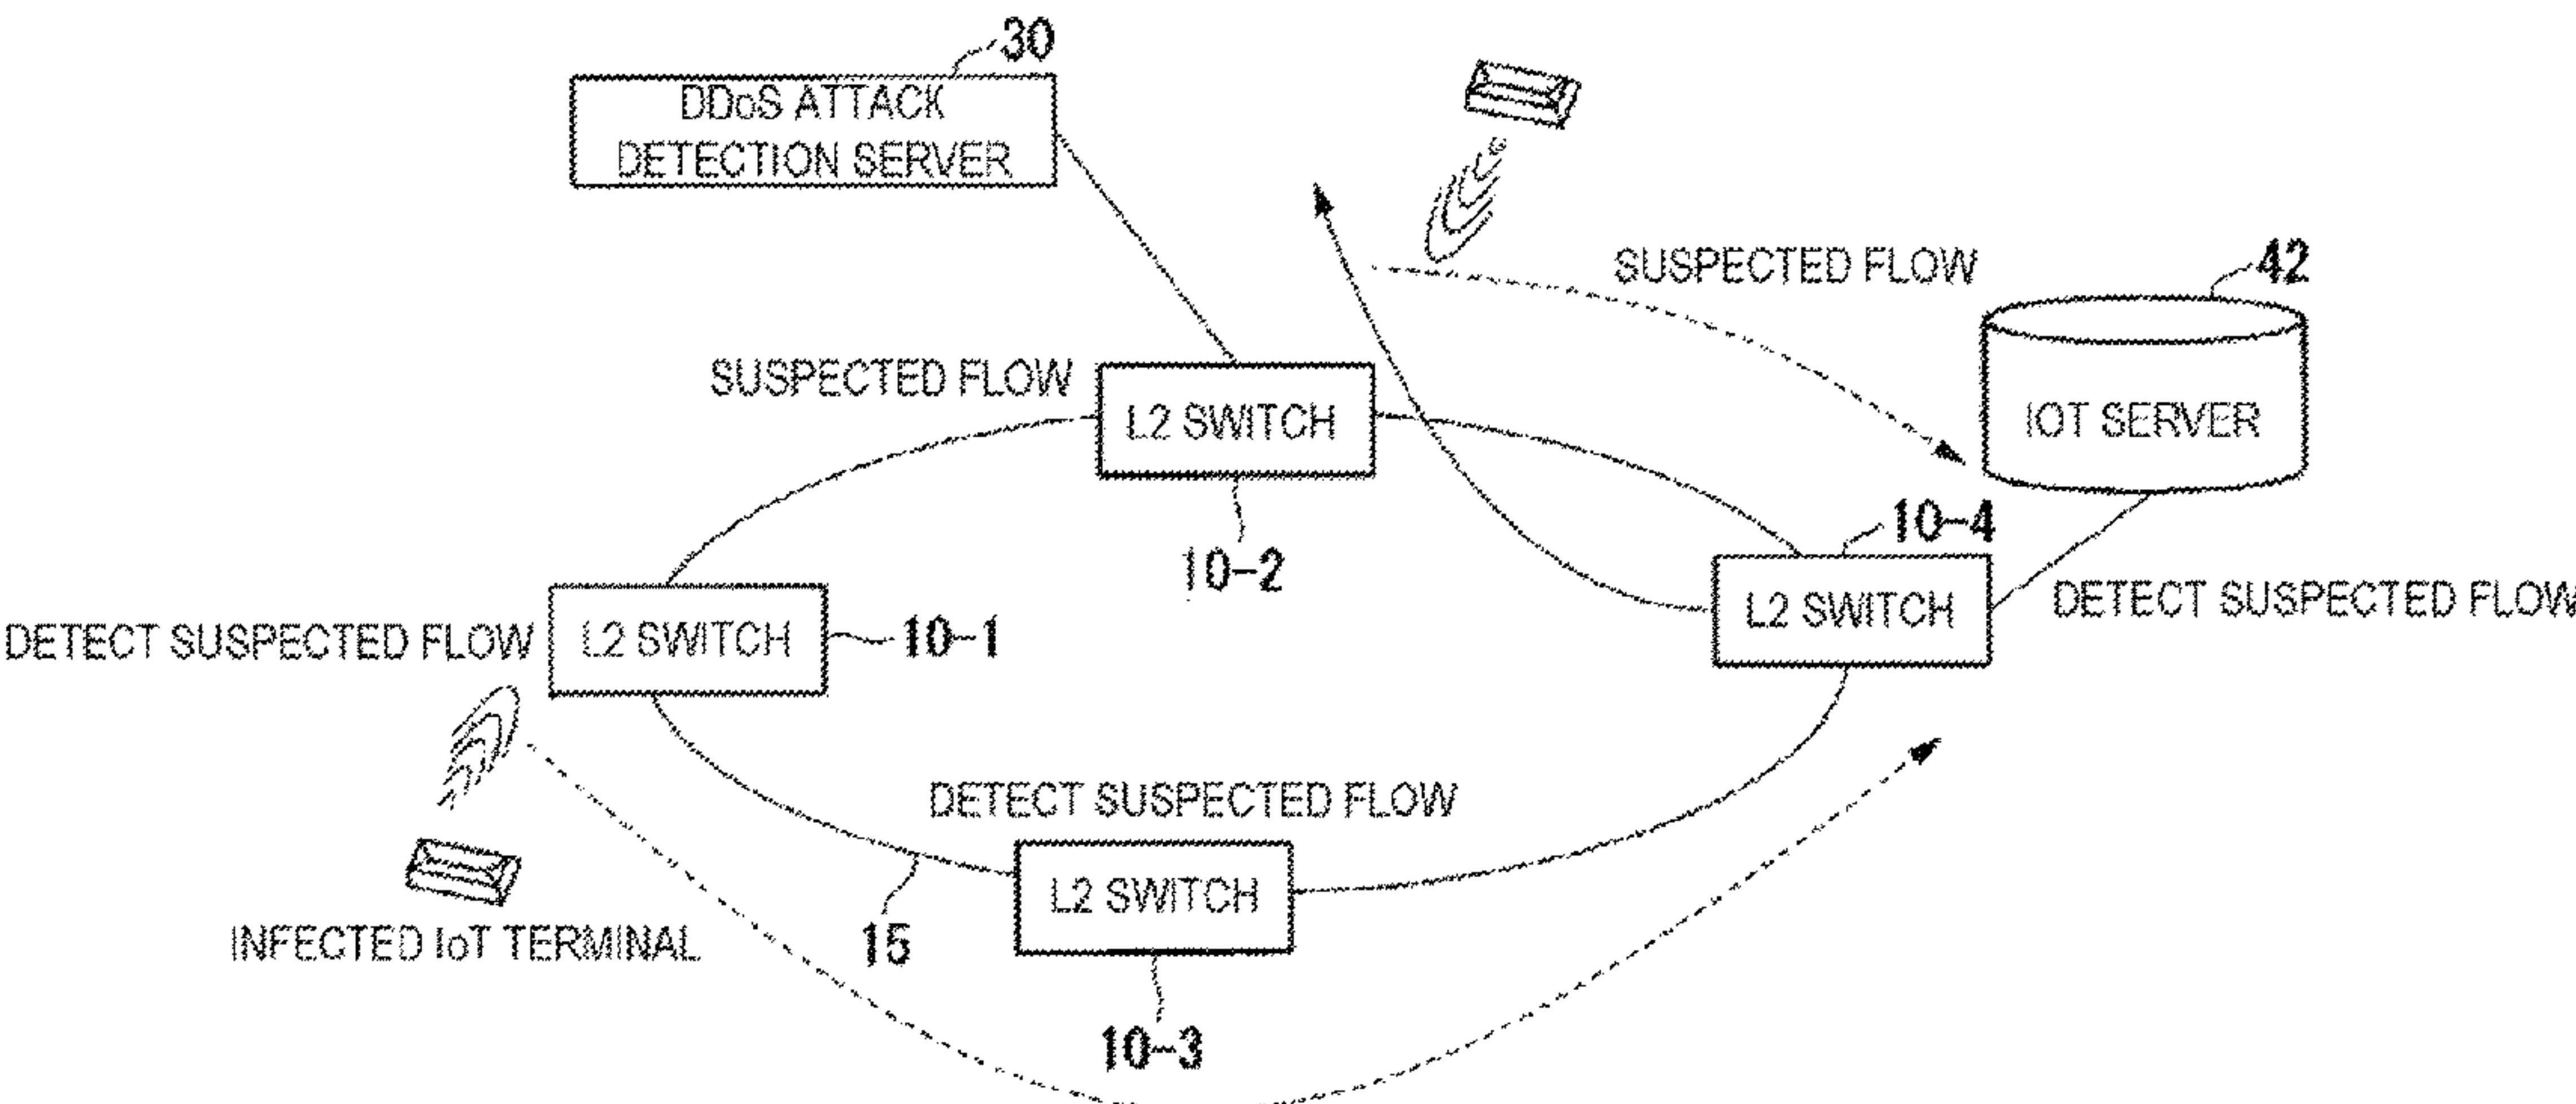 30
DDoS ATTACK
DETECTION SERVER
SUSPECTED FLOW
42
IOT SERVER
SUSPECTED FLOW
L2 SWITCH
10-2
10-4
L2 SWITCH
DETECT SUSPECTED FLOW
DETECT SUSPECTED FLOW
L2 SWITCH
10-1
DETECT SUSPECTED FLOW
L2 SWITCH
15
10-3
INFECTED IoT TERMINAL